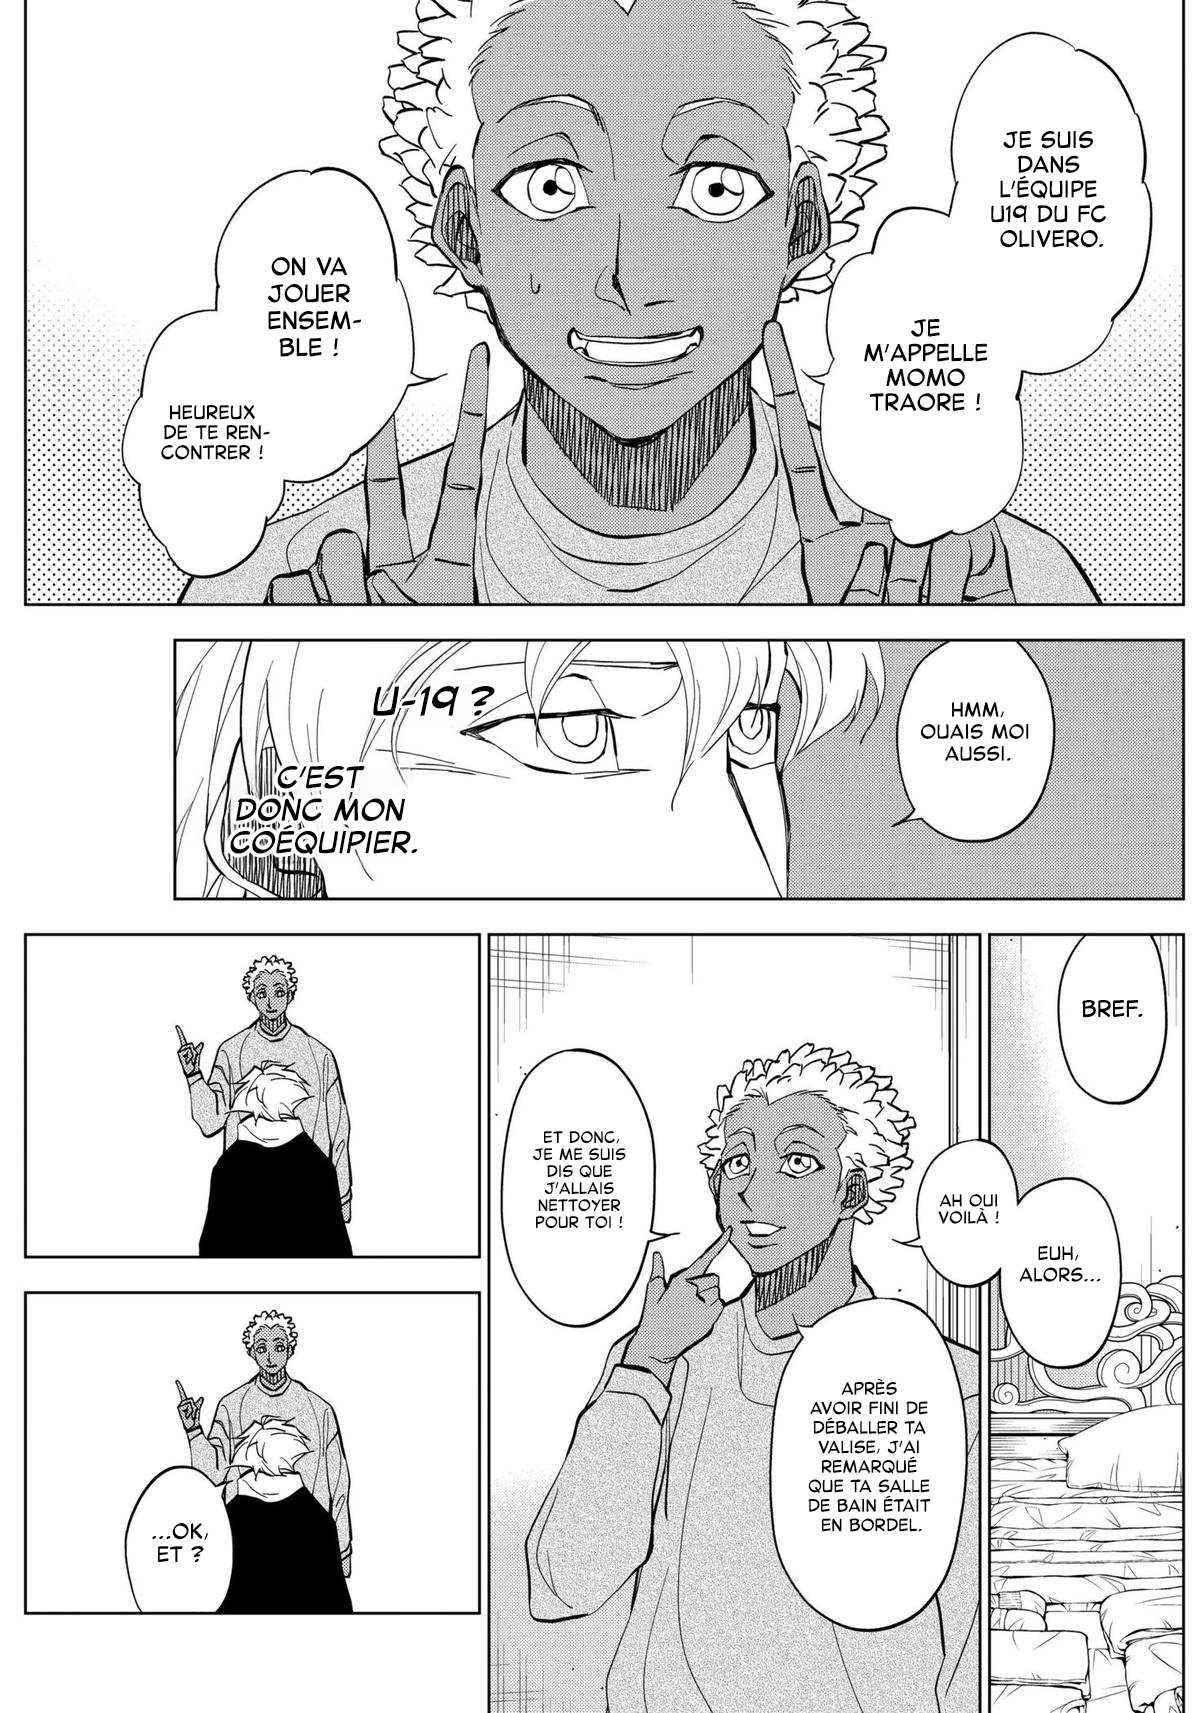 JE SUIS
DANS
L'ÉQUIPE
U19 DU FC
OLIVERO.
JE
M'APPELLE
MOMO
TRAORE !
ON VA
JOUER
ENSEM-
BLE !
HEUREUX
DE TE REN-
CONTRER !
HMM,
OUAIS MOI
AUSSI.
U-19 ?
C'EST
DONC MON
COÉQUIPIER.
BREF.
EUH,
ALORS...
AH OUI
VOILÀ !
APRÈS
AVOIR FINI DE
DÉBALLER TA
VALISE, J'AI
REMARQUÉ
QUE TA SALLE
DE BAIN ÉTAIT
EN BORDEL.
ET DONC,
JE ME SUIS
DIS QUE
J'ALLAIS
NETTOYER
POUR TOI !
...OK,
ET ?